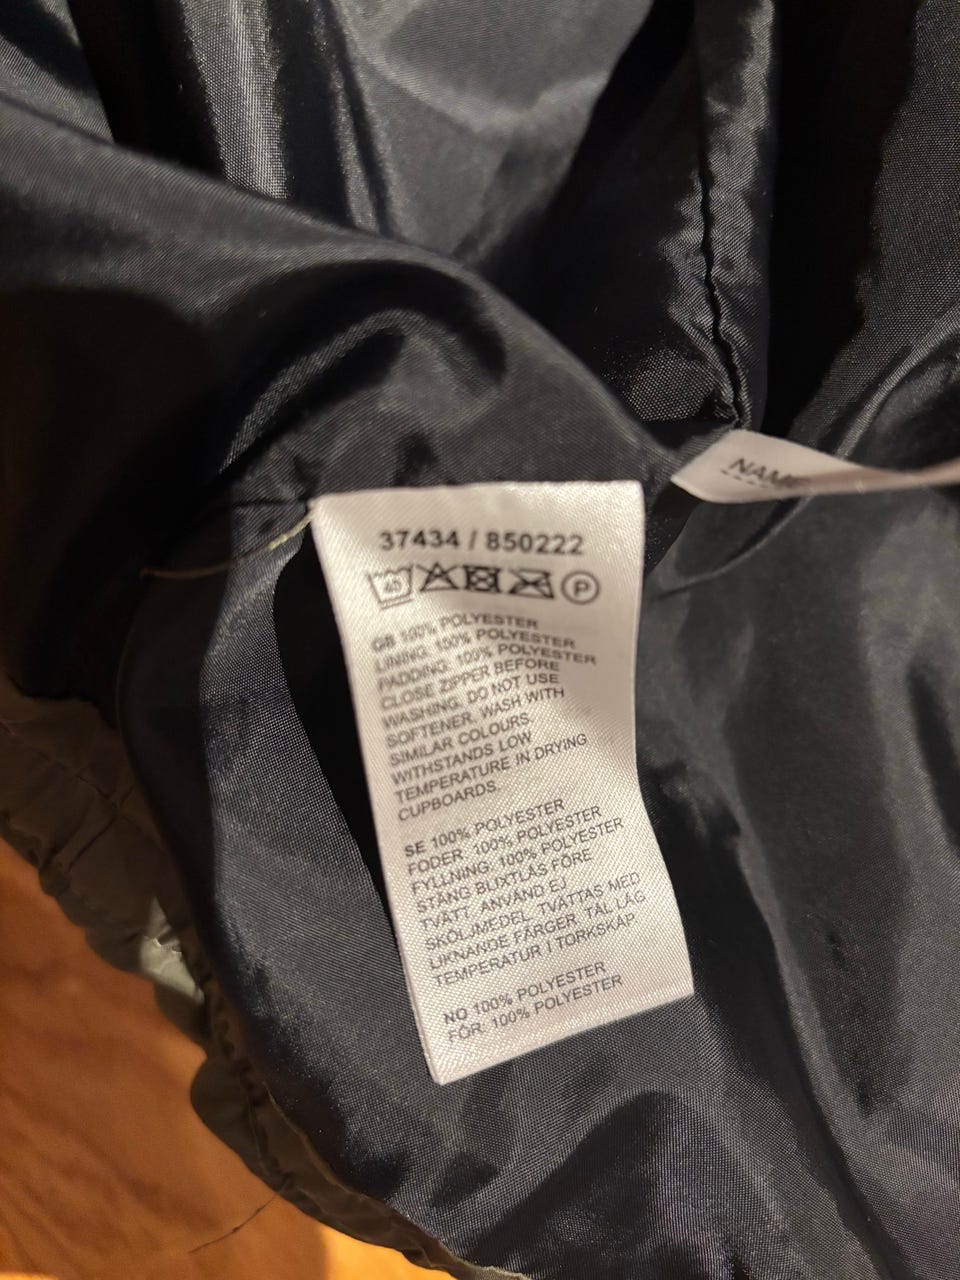 NAME
37434 / 850222
40 P
GB 100% POLYESTER
LINING: 100% POLYESTER
PADDING: 100% POLYESTER
CLOSE ZIPPER BEFORE
WASHING. DO NOT USE
SOFTENER. WASH WITH
SIMILAR COLOURS.
WITHSTANDS LOW
TEMPERATURE IN DRYING
CUPBOARDS.
SE 100% POLYESTER
FODER: 100% POLYESTER
FYLLNING: 100% POLYESTER
STÄNG BLIXTLÅS FÖRE
TVÄTT. ANVÄND EJ
SKÖLJMEDEL. TVÄTTAS MED
LIKNANDE FÄRGER. TÅL LÅG
TEMPERATUR I TORKSKÅP.
NO 100% POLYESTER
FÔR: 100% POLYESTER